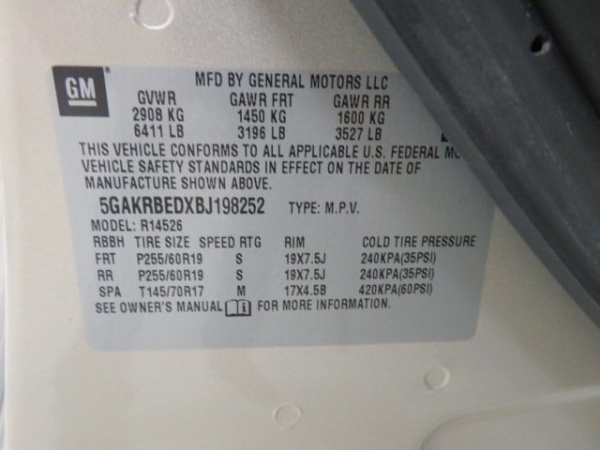 GM
MFD BY GENERAL MOTORS LLC
GVWR GAWR FRT GAWR RR
2908 KG 1450 KG 1600 KG
6411 LB 3196 LB 3527 LB
THIS VEHICLE CONFORMS TO ALL APPLICABLE U.S. FEDERAL
VEHICLE SAFETY STANDARDS IN EFFECT ON THE DATE OF
MANUFACTURE SHOWN ABOVE.
5GAKRBEDXBJ198252 TYPE: M.P.V.
MODEL: R14526
RBBH TIRE SIZE SPEED RTG RIM COLD TIRE PRESSURE
FRT P255/60R19 S 19X7.5J 240KPA(35PSI)
RR P255/60R19 S 19X7.5J 240KPA(35PSI)
SPA T145/70R17 M 17X4.5B 420KPA(60PSI)
SEE OWNER'S MANUAL FOR MORE INFORMATION.